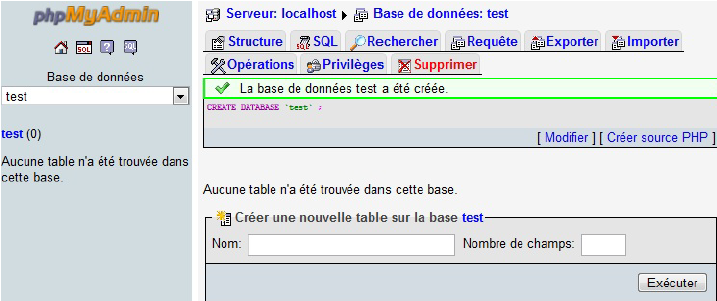 phpMyAdmin
SQL
SQL
Base de données
test
test (0)
Aucune table n'a été trouvée dans
cette base.
Serveur: localhost Base de données: test
Structure SQL Rechercher Requête Exporter Importer
Opérations Privilèges Supprimer
La base de données test a été créée.
CREATE DATABASE `test` ;
[ Modifier ] [ Créer source PHP ]
Aucune table n'a été trouvée dans cette base.
Créer une nouvelle table sur la base test
Nom: Nombre de champs:
Exécuter